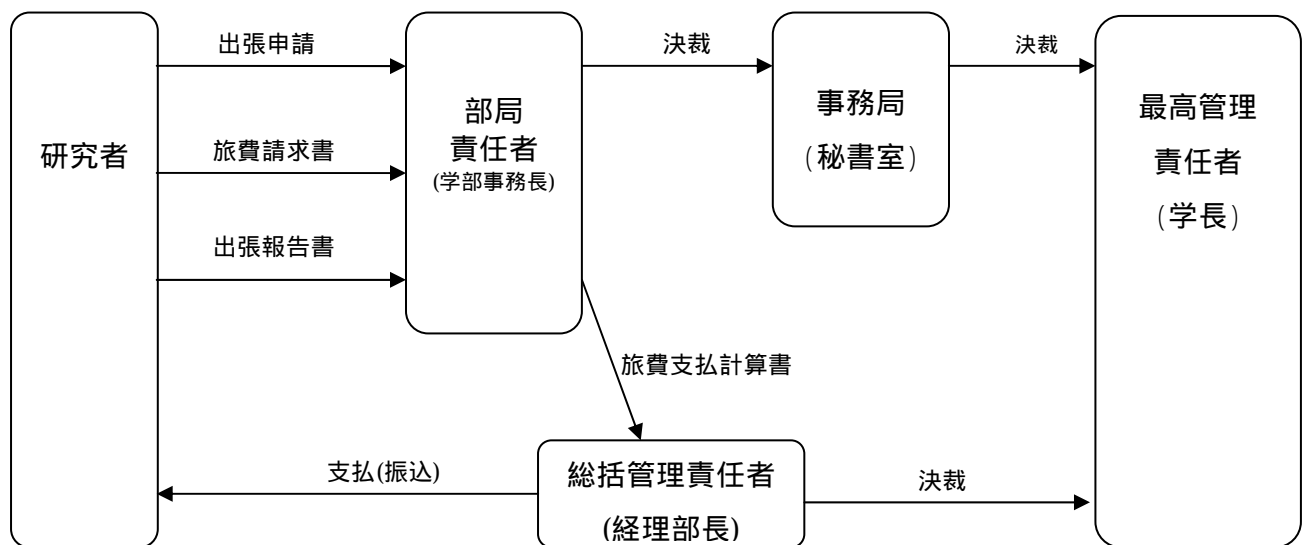 出張申請
決裁
決裁
部局
責任者
(学部事務長)
事務局
(秘書室)
最高管理
責任者
(学長)
研究者
旅費請求書
出張報告書
旅費支払計算書
支払(振込)
総括管理責任者
(経理部長)
決裁